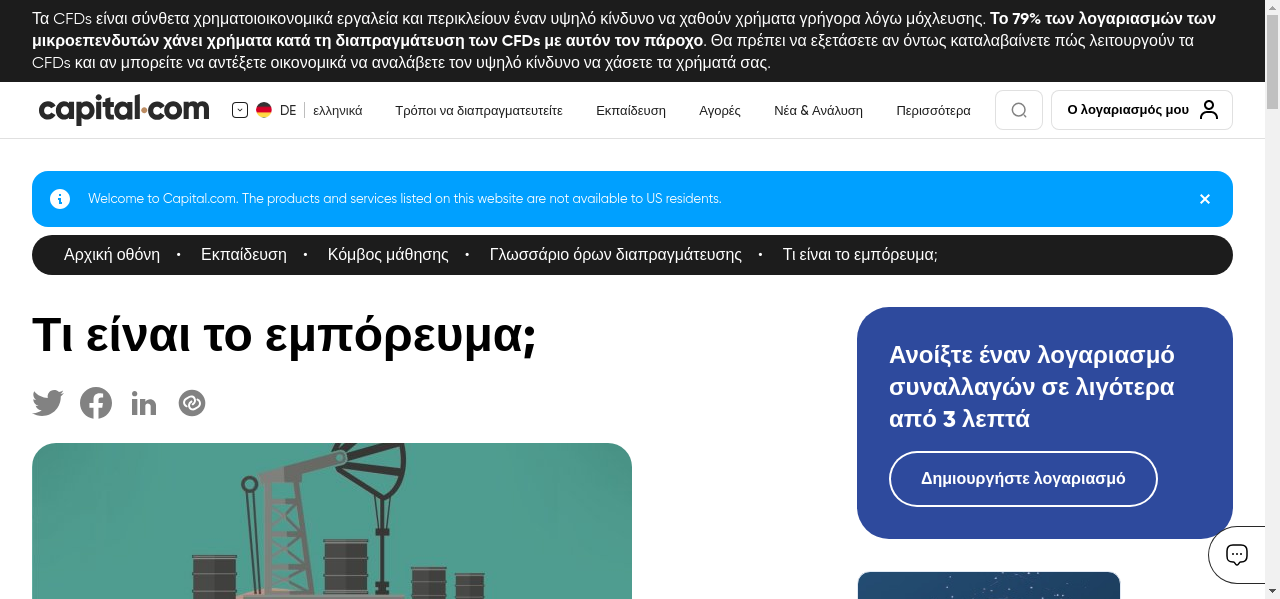 Τα CFDs είναι σύνθετα χρηματοιοικονομικά εργαλεία και περικλείουν έναν υψηλό κίνδυνο να χαθούν χρήματα γρήγορα λόγω μόχλευσης. Το 79% των λογαριασμών των
μικροεπενδυτών χάνει χρήματα κατά τη διαπραγμάτευση των CFDs με αυτόν τον πάροχο. Θα πρέπει να εξετάσετε αν όντως καταλαβαίνετε πώς λειτουργούν τα
CFDs και αν μπορείτε να αντέξετε οικονομικά να αναλάβετε τον υψηλό κίνδυνο να χάσετε τα χρήματά σας.
capital.com DE ελληνικά Τρόποι να διαπραγματευτείτε Εκπαίδευση Αγορές Νέα & Ανάλυση Περισσότερα Ο λογαριασμός μου
Welcome to Capital.com. The products and services listed on this website are not available to US residents.
Αρχική οθόνη • Εκπαίδευση • Κόμβος μάθησης • Γλωσσάριο όρων διαπραγμάτευσης • Τι είναι το εμπόρευμα;
Τι είναι το εμπόρευμα;
Ανοίξτε έναν λογαριασμό
συναλλαγών σε λιγότερα
από 3 λεπτά
Δημιουργήστε λογαριασμό